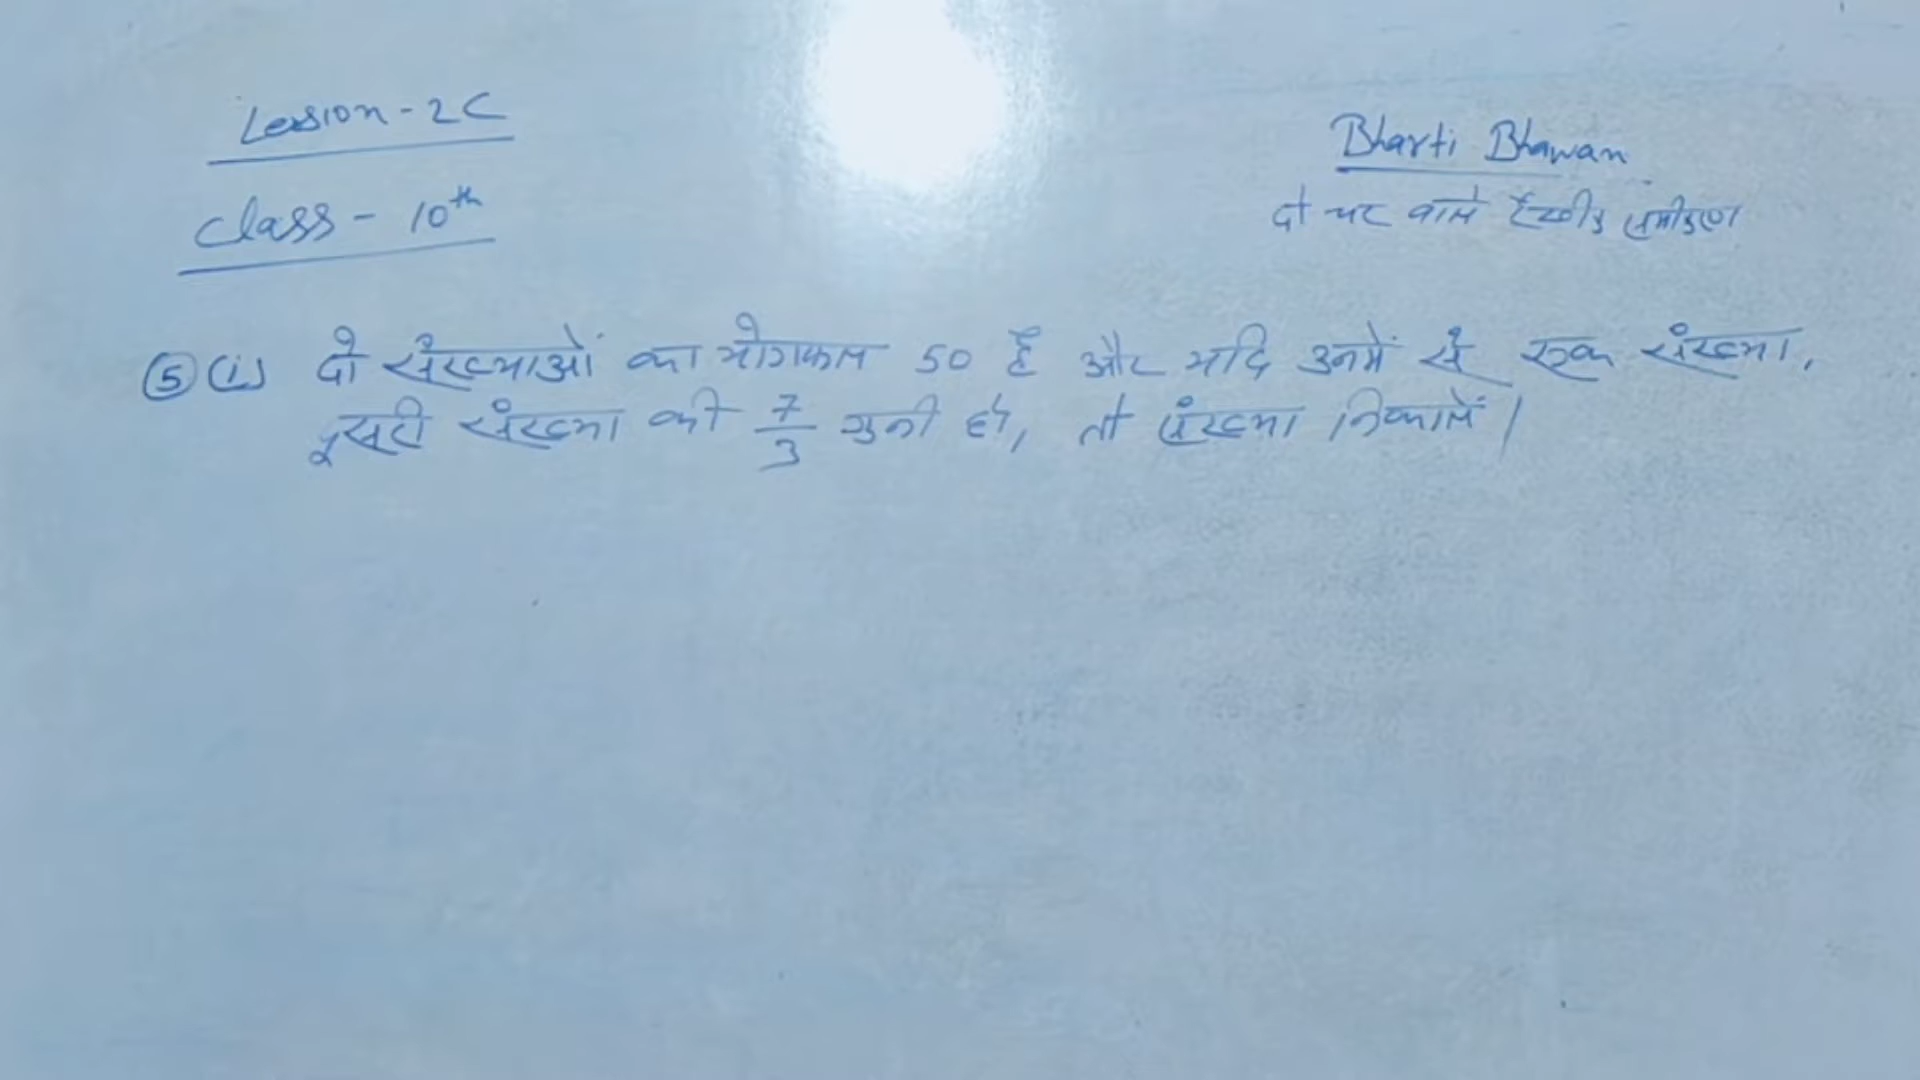 Lession - 2C
Class - 10th
Bharti Bhawan
दो चर वाले रैखीक समीकरण
⑤ (i) दो संख्याओं का योगफल 50 है और यदि उनमें से एक संख्या,
दूसरी संख्या की 7/3 गुनी हो, तो संख्या निकालें।